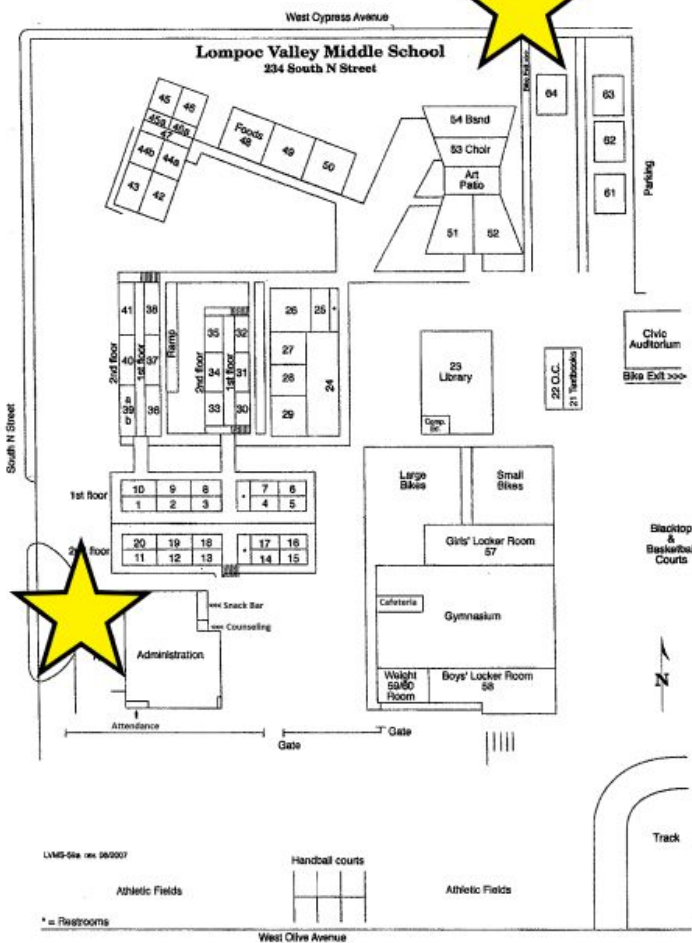 West Cypress Avenue
Lompoc Valley Middle School
234 South N Street
Bike Exit >>>
45
46
45a
46a
47
44b
44a
43
42
Foods
48
49
50
54 Band
53 Choir
Art
Patio
51
52
64
63
62
61
Parking
41
38
2nd floor
1st floor
40
37
a
39
b
36
Ramp
35
32
2nd floor
1st floor
34
31
33
30
26
25
*
27
28
24
29
23
Library
Comp.
22 O.C.
21 Textbooks
Civic
Auditorium
Bike Exit >>>
South N Street
1st floor
10
9
8
*
7
6
1
2
3
4
5
floor
20
19
18
*
17
16
11
12
13
14
15
Large
Bikes
Small
Bikes
Girls' Locker Room
57
Blacktop
&
Courts
<<< Snack Bar
<<< Counseling
Administration
Cafeteria
Gymnasium
N
Weight
59/60
Room
Boys' Locker Room
58
Attendance
Gate
Gate
Track
Handball courts
Athletic Fields
Athletic Fields
* = Restrooms
West Olive Avenue